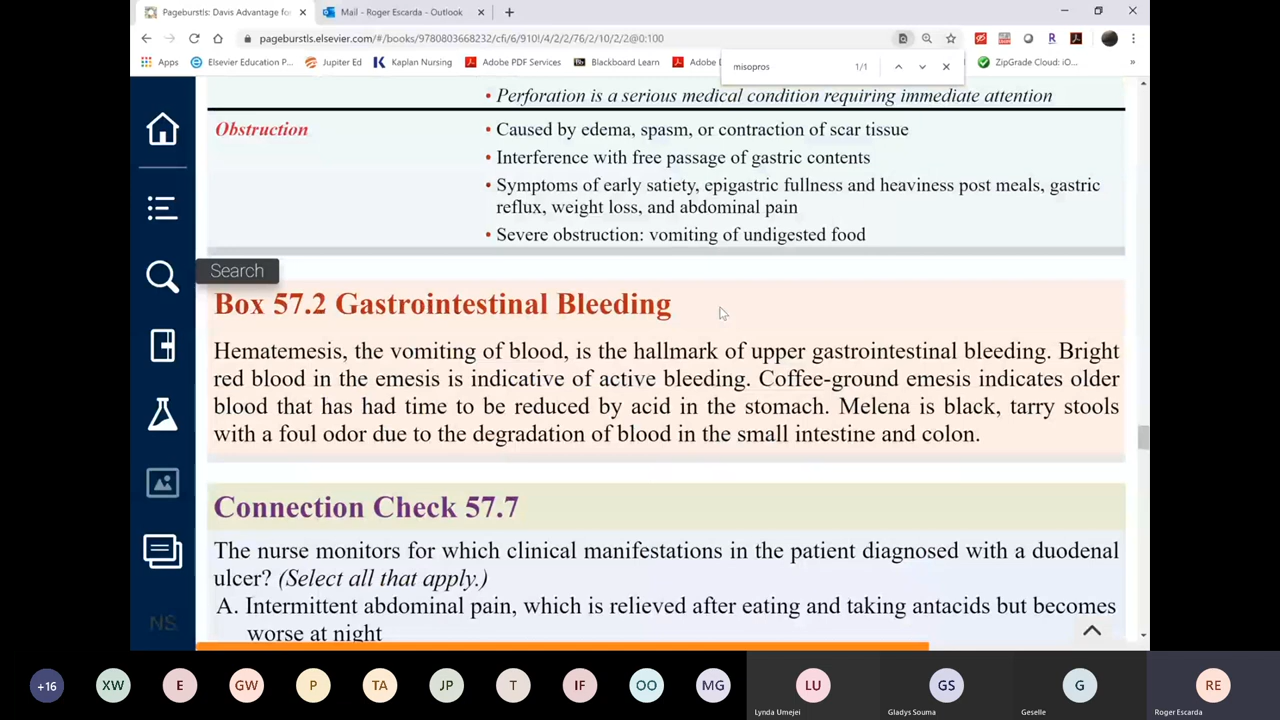 Pageburstls: Davis Advantage for
Mail - Roger Escarda - Outlook
pageburstls.elsevier.com/#/books/9780803668232/cfi/6/910!/4/2/2/76/2/10/2/2@0:100
Apps
Elsevier Education P...
Jupiter Ed
Kaplan Nursing
Adobe PDF Services
Blackboard Learn
Adobe D
misopros
1/1
ZipGrade Cloud: iO...
• Perforation is a serious medical condition requiring immediate attention
Obstruction
• Caused by edema, spasm, or contraction of scar tissue
• Interference with free passage of gastric contents
• Symptoms of early satiety, epigastric fullness and heaviness post meals, gastric
reflux, weight loss, and abdominal pain
• Severe obstruction: vomiting of undigested food
Search
Box 57.2 Gastrointestinal Bleeding
Hematemesis, the vomiting of blood, is the hallmark of upper gastrointestinal bleeding. Bright
red blood in the emesis is indicative of active bleeding. Coffee-ground emesis indicates older
blood that has had time to be reduced by acid in the stomach. Melena is black, tarry stools
with a foul odor due to the degradation of blood in the small intestine and colon.
Connection Check 57.7
The nurse monitors for which clinical manifestations in the patient diagnosed with a duodenal
ulcer? (Select all that apply.)
A. Intermittent abdominal pain, which is relieved after eating and taking antacids but becomes
worse at night
NS
+16
XW
E
GW
P
TA
JP
T
IF
OO
MG
LU
Lynda Umejei
GS
Gladys Souma
G
Geselle
RE
Roger Escarda